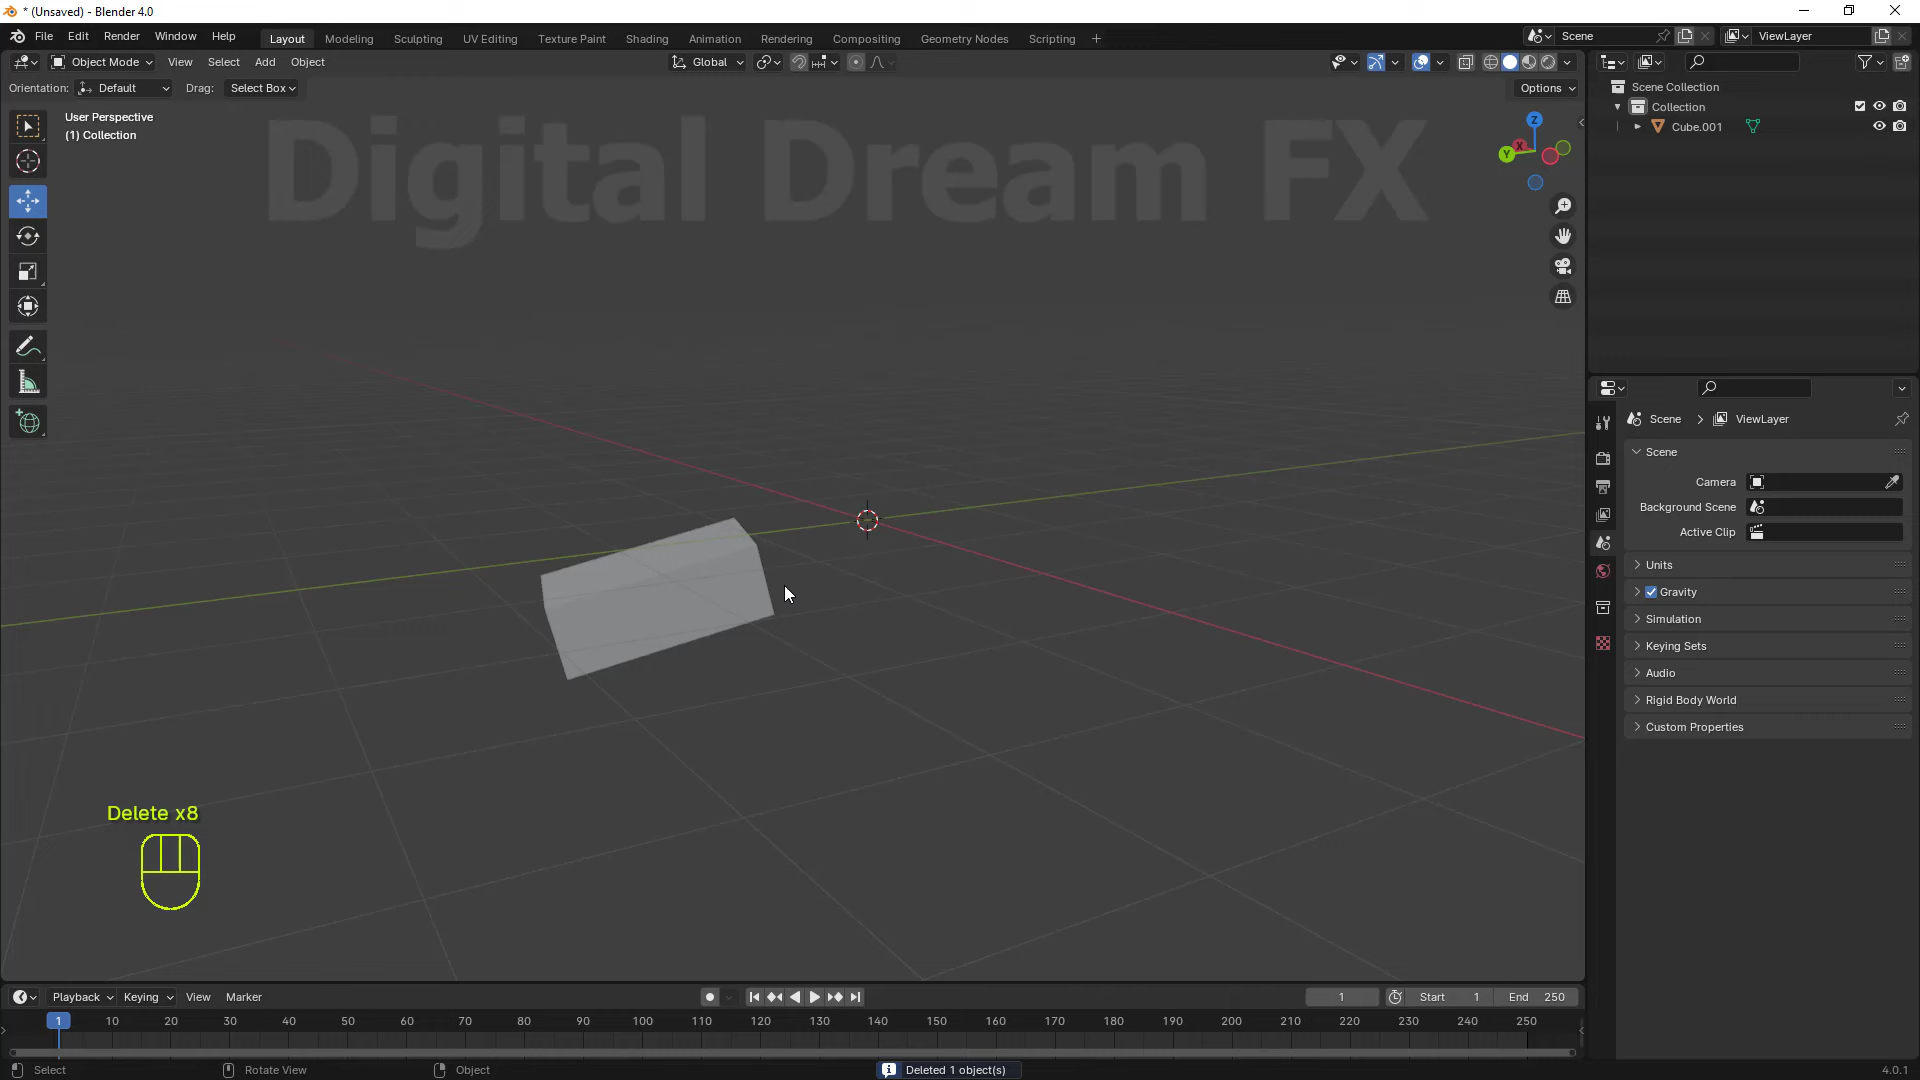 * (Unsaved) - Blender 4.0
File Edit Render Window Help Layout Modeling Sculpting UV Editing Texture Paint Shading Animation Rendering Compositing Geometry Nodes Scripting + Scene ViewLayer
Object Mode View Select Add Object Global
Orientation: Default Drag: Select Box Options
User Perspective
(1) Collection
Digital Dream FX
Z
X
Y
Scene Collection
Collection
Cube.001
Scene > ViewLayer
Scene
Camera
Background Scene
Active Clip
Units
Gravity
Simulation
Keying Sets
Audio
Rigid Body World
Custom Properties
Delete x8
Playback Keying View Marker 1 Start 1 End 250
1 10 20 30 40 50 60 70 80 90 100 110 120 130 140 150 160 170 180 190 200 210 220 230 240 250
Select Rotate View Object Deleted 1 object(s) 4.0.1